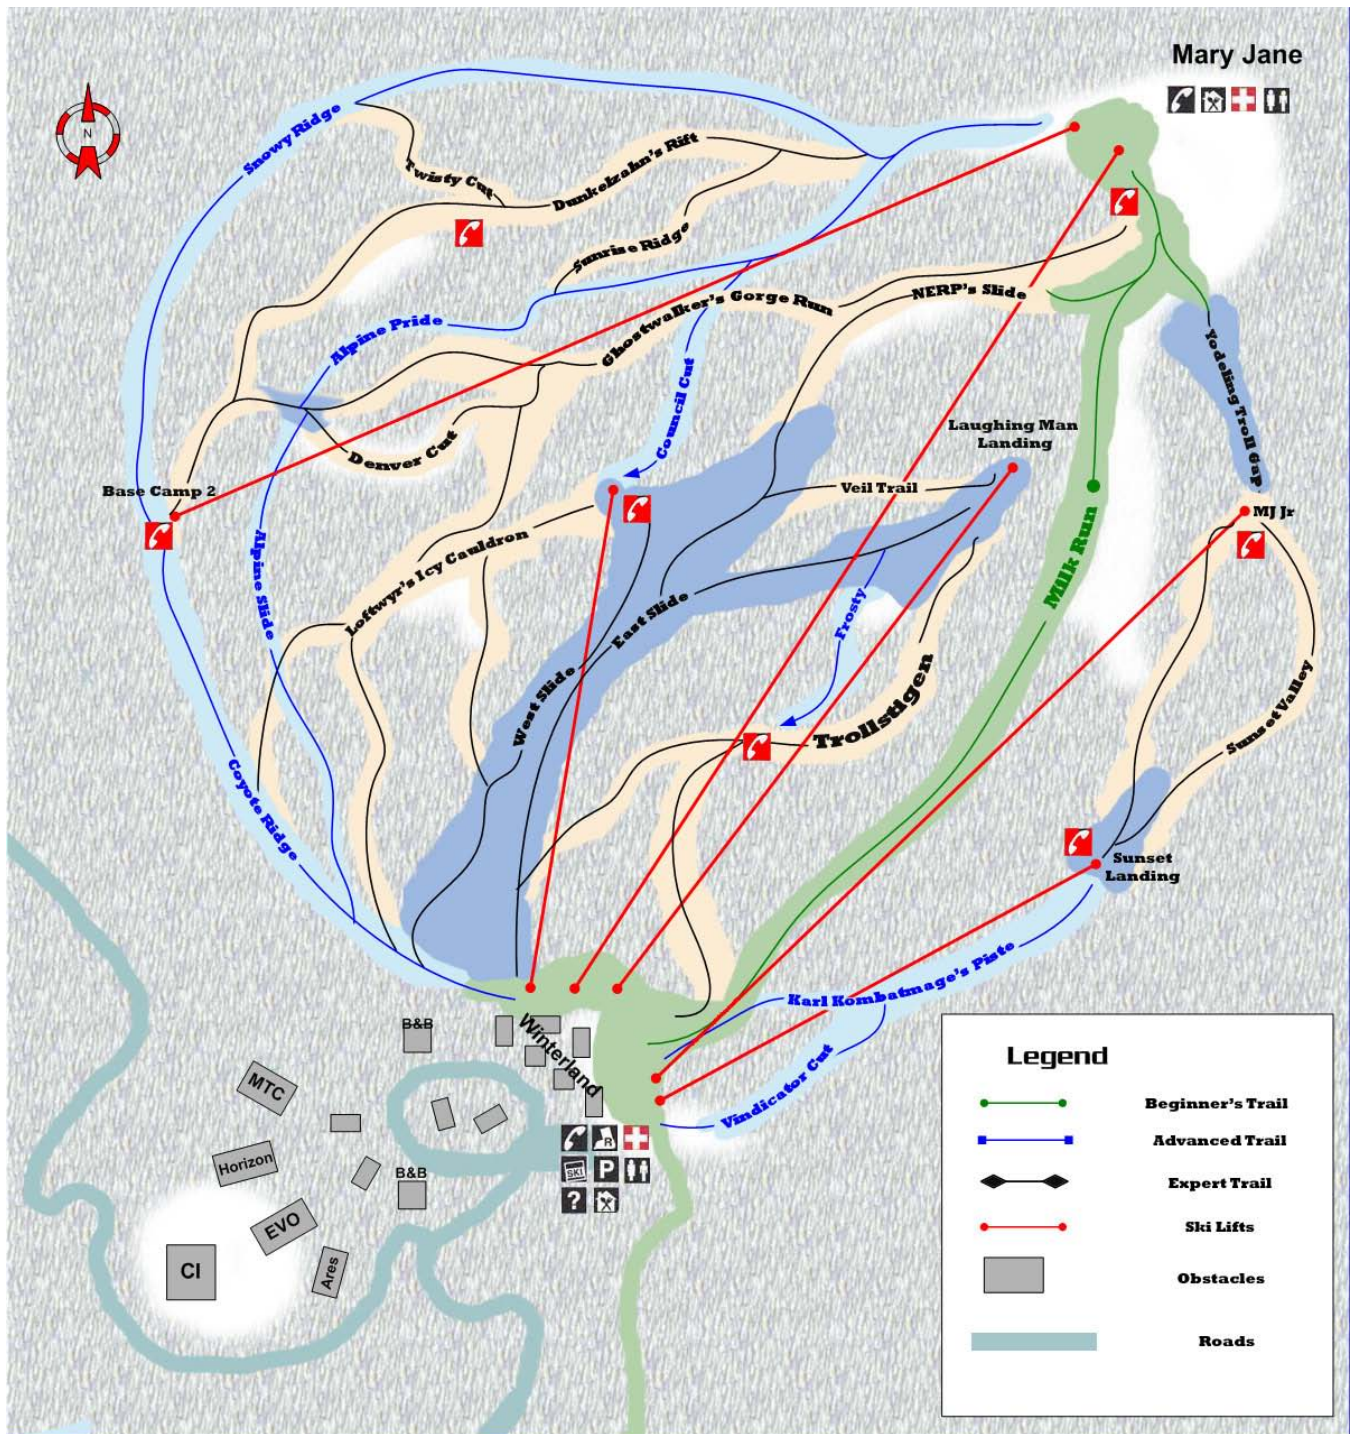 Mary Jane
N
Snowy Ridge
Twisty Cut
Dunkelzahn's Rift
Sunrise Ridge
Alpine Pride
Ghostwalker's Gorge Run
NERP's Slide
Yodeling Troll Gap
Council Cut
Denver Cut
Laughing Man
Landing
Veil Trail
Base Camp 2
MJ Jr
Milk Run
Loftwyr's Icy Cauldron
Alpine Slide
East Slide
Frosty
West Slide
Trollstigen
Sunset Valley
Coyote Ridge
Sunset
Landing
Karl Kombatmage's Piste
Vindicator Cut
Winterland
B&B
MTC
Horizon
B&B
EVO
CI
Ares
R
SKI
P
?
Legend
Beginner's Trail
Advanced Trail
Expert Trail
Ski Lifts
Obstacles
Roads